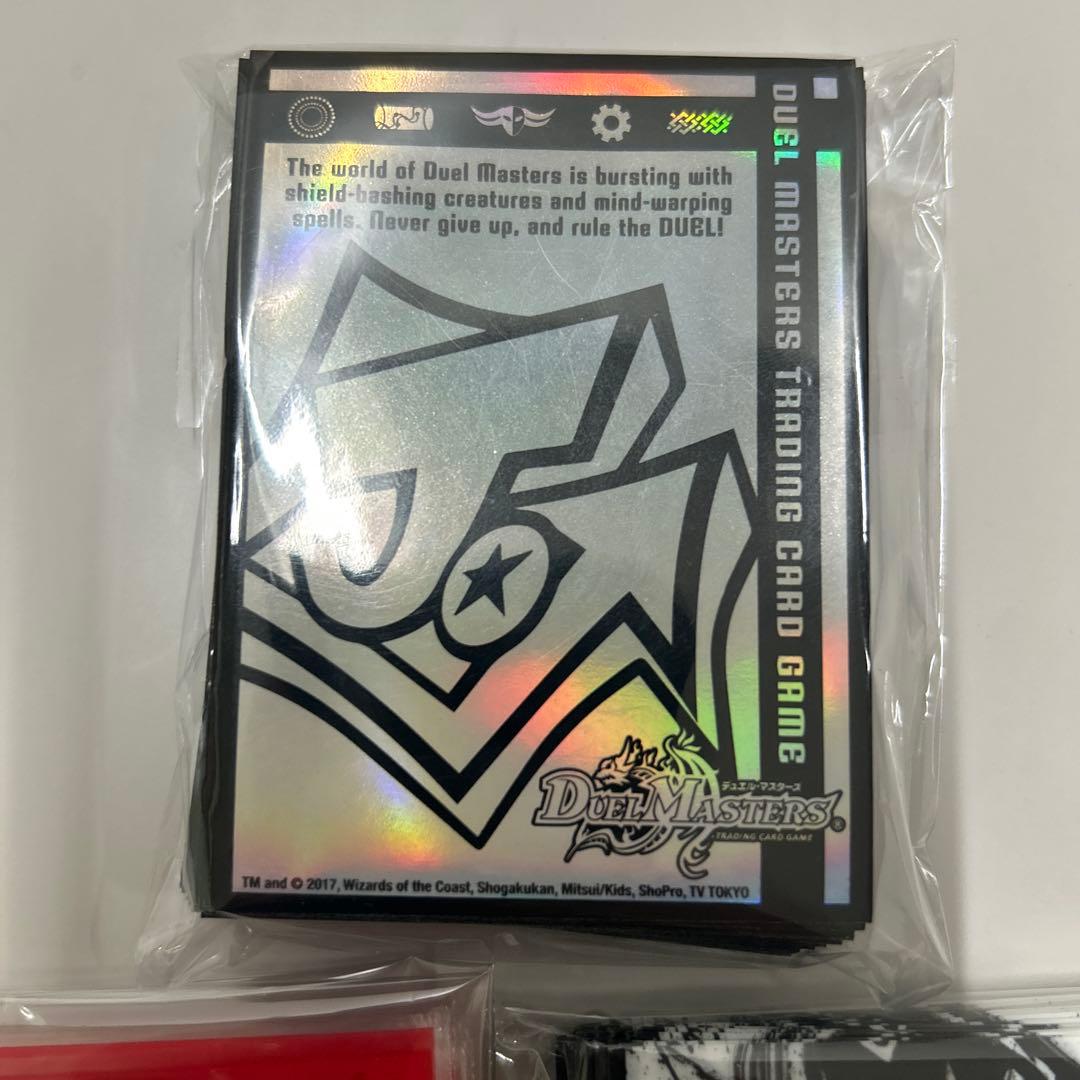 The world of Duel Masters is bursting with
shield-bashing creatures and mind-warping
spells. Never give up, and rule the DUEL!
DUEL MASTERS TRADING CARD GAME
デュエル・マスターズ
DUEL MASTERS®
TRADING CARD GAME
TM and © 2017, Wizards of the Coast, Shogakukan, Mitsui/Kids, ShoPro, TV TOKYO